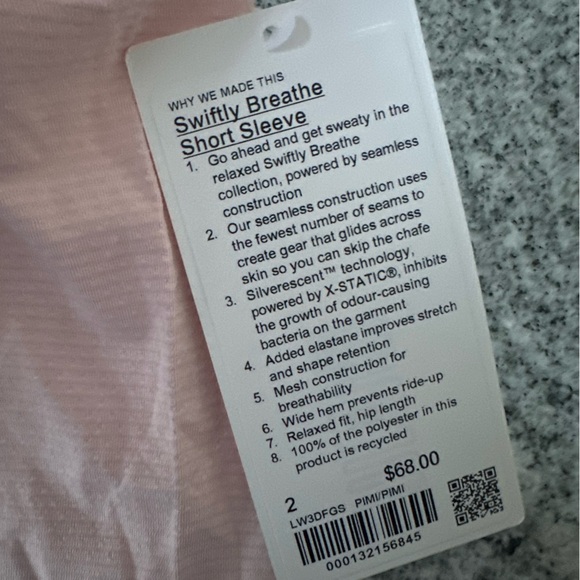 WHY WE MADE THIS
Swiftly Breathe
Short Sleeve
1. Go ahead and get sweaty in the
relaxed Swiftly Breathe
collection, powered by seamless
construction
2. Our seamless construction uses
the fewest number of seams to
create gear that glides across
skin so you can skip the chafe
3. Silverescent™ technology,
powered by X-STATIC®, inhibits
the growth of odour-causing
bacteria on the garment
4. Added elastane improves stretch
and shape retention
5. Mesh construction for
breathability
6. Wide hem prevents ride-up
7. Relaxed fit, hip length
8. 100% of the polyester in this
product is recycled
$68.00
2
LW3DFGS PIMI/PIMI
000132156845